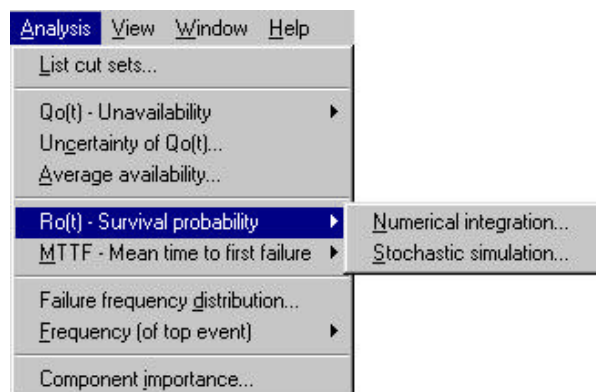 Analysis View Window Help
List cut sets...
Qo(t) - Unavailability
Uncertainty of Qo(t)...
Average availability...
Ro(t) - Survival probability
Numerical integration...
MTTF - Mean time to first failure
Stochastic simulation...
Failure frequency distribution...
Frequency (of top event)
Component importance...